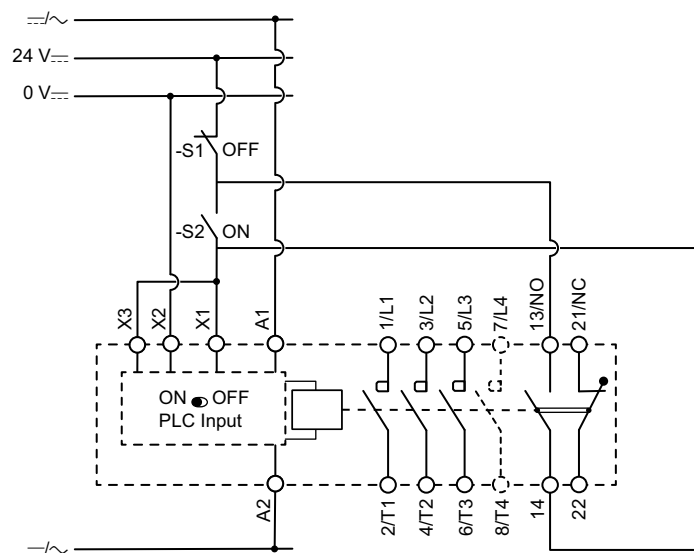 ⎓/∼
24 V⎓
0 V⎓
-S1 OFF
-S2 ON
X3
X2
X1
A1
1/L1
3/L2
5/L3
7/L4
13/NO
21/NC
ON OFF
PLC Input
A2
2/T1
4/T2
6/T3
8/T4
14
22
⎓/∼